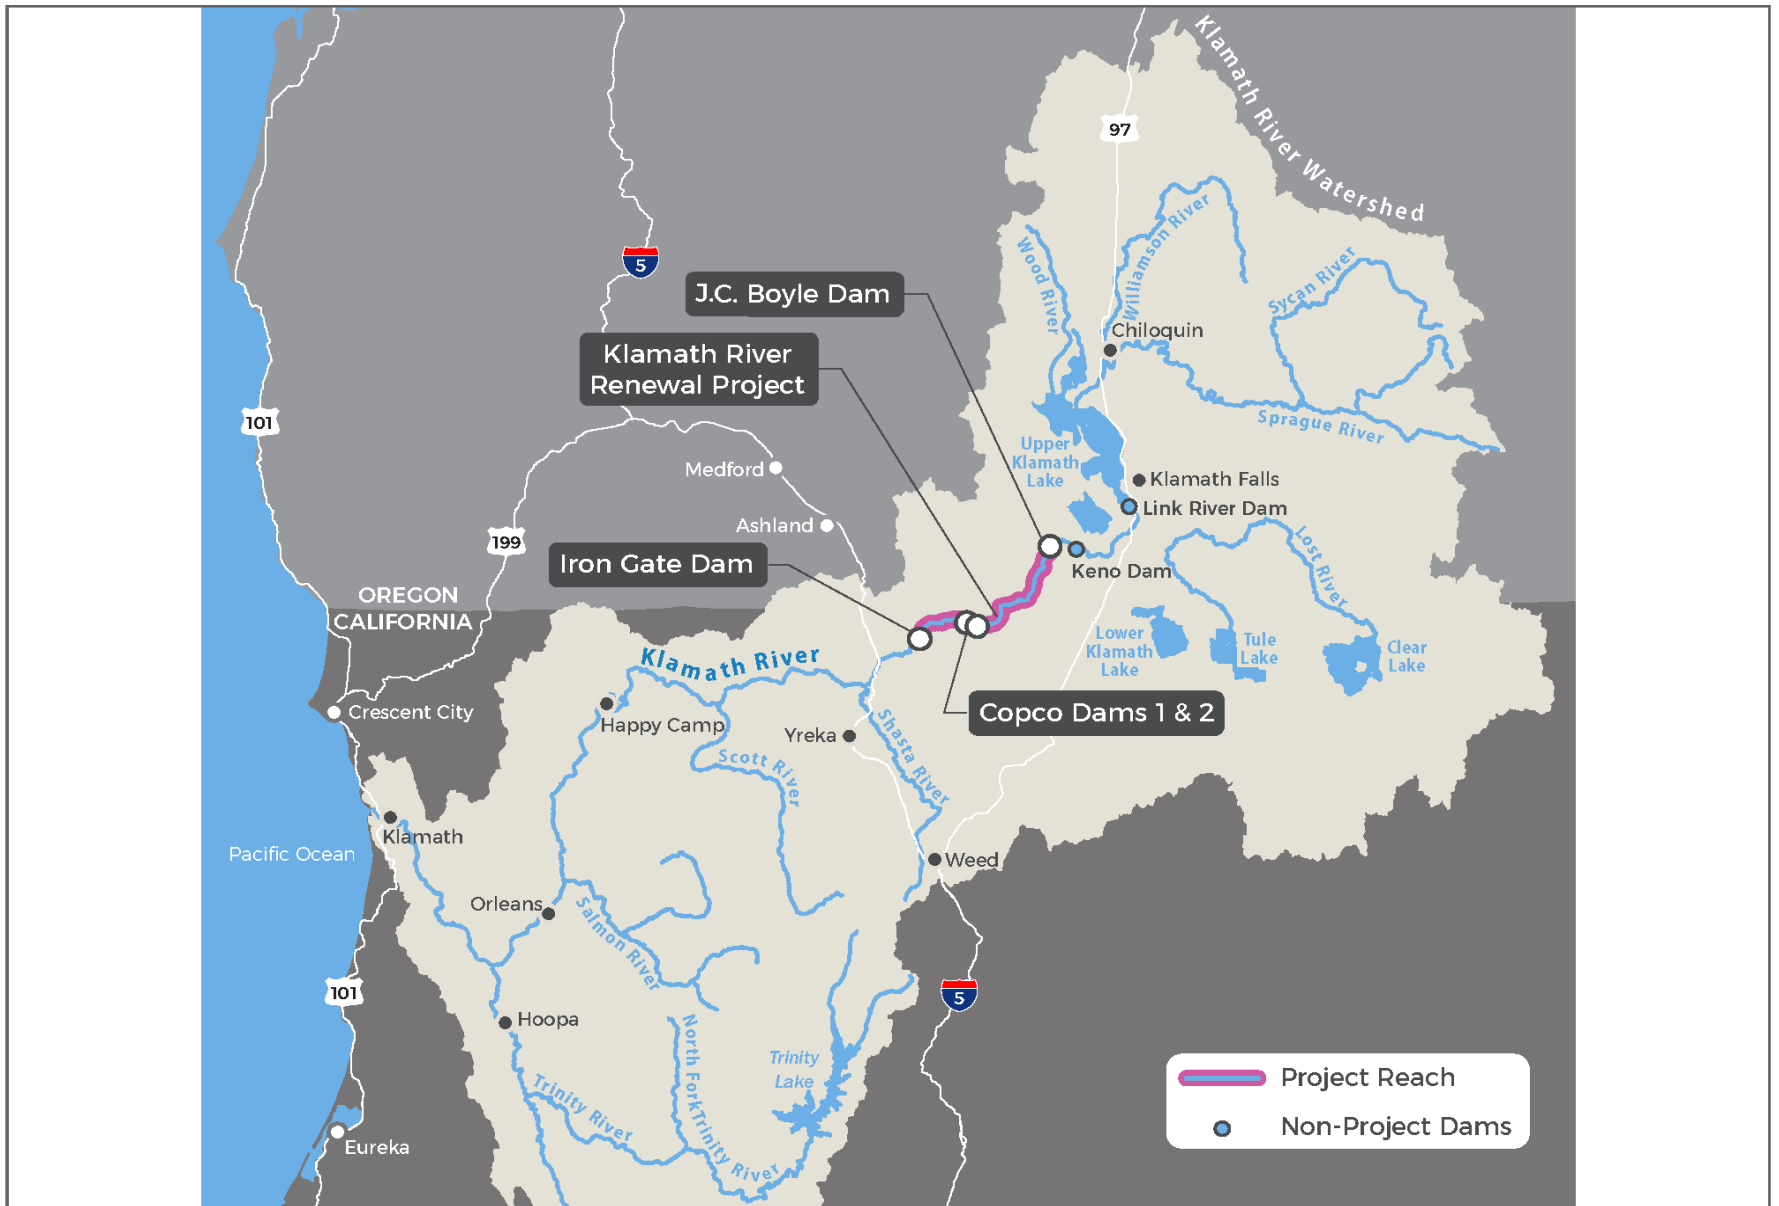 Klamath River Watershed
97
Wood River
Williamson River
Sycan River
5
J.C. Boyle Dam
Chiloquin
Klamath River
Renewal Project
101
Sprague River
Upper
Klamath
Lake
Medford
Klamath Falls
Link River Dam
Ashland
199
Lost River
Iron Gate Dam
Keno Dam
OREGON
CALIFORNIA
Lower
Klamath
Lake
Tule
Lake
Clear
Lake
Klamath River
Crescent City
Happy Camp
Yreka
Shasta River
Copco Dams 1 & 2
Scott River
Klamath
Pacific Ocean
Weed
Orleans
Salmon River
101
5
Hoopa
North Fork Trinity River
Trinity
Lake
Trinity River
Eureka
Project Reach
Non-Project Dams